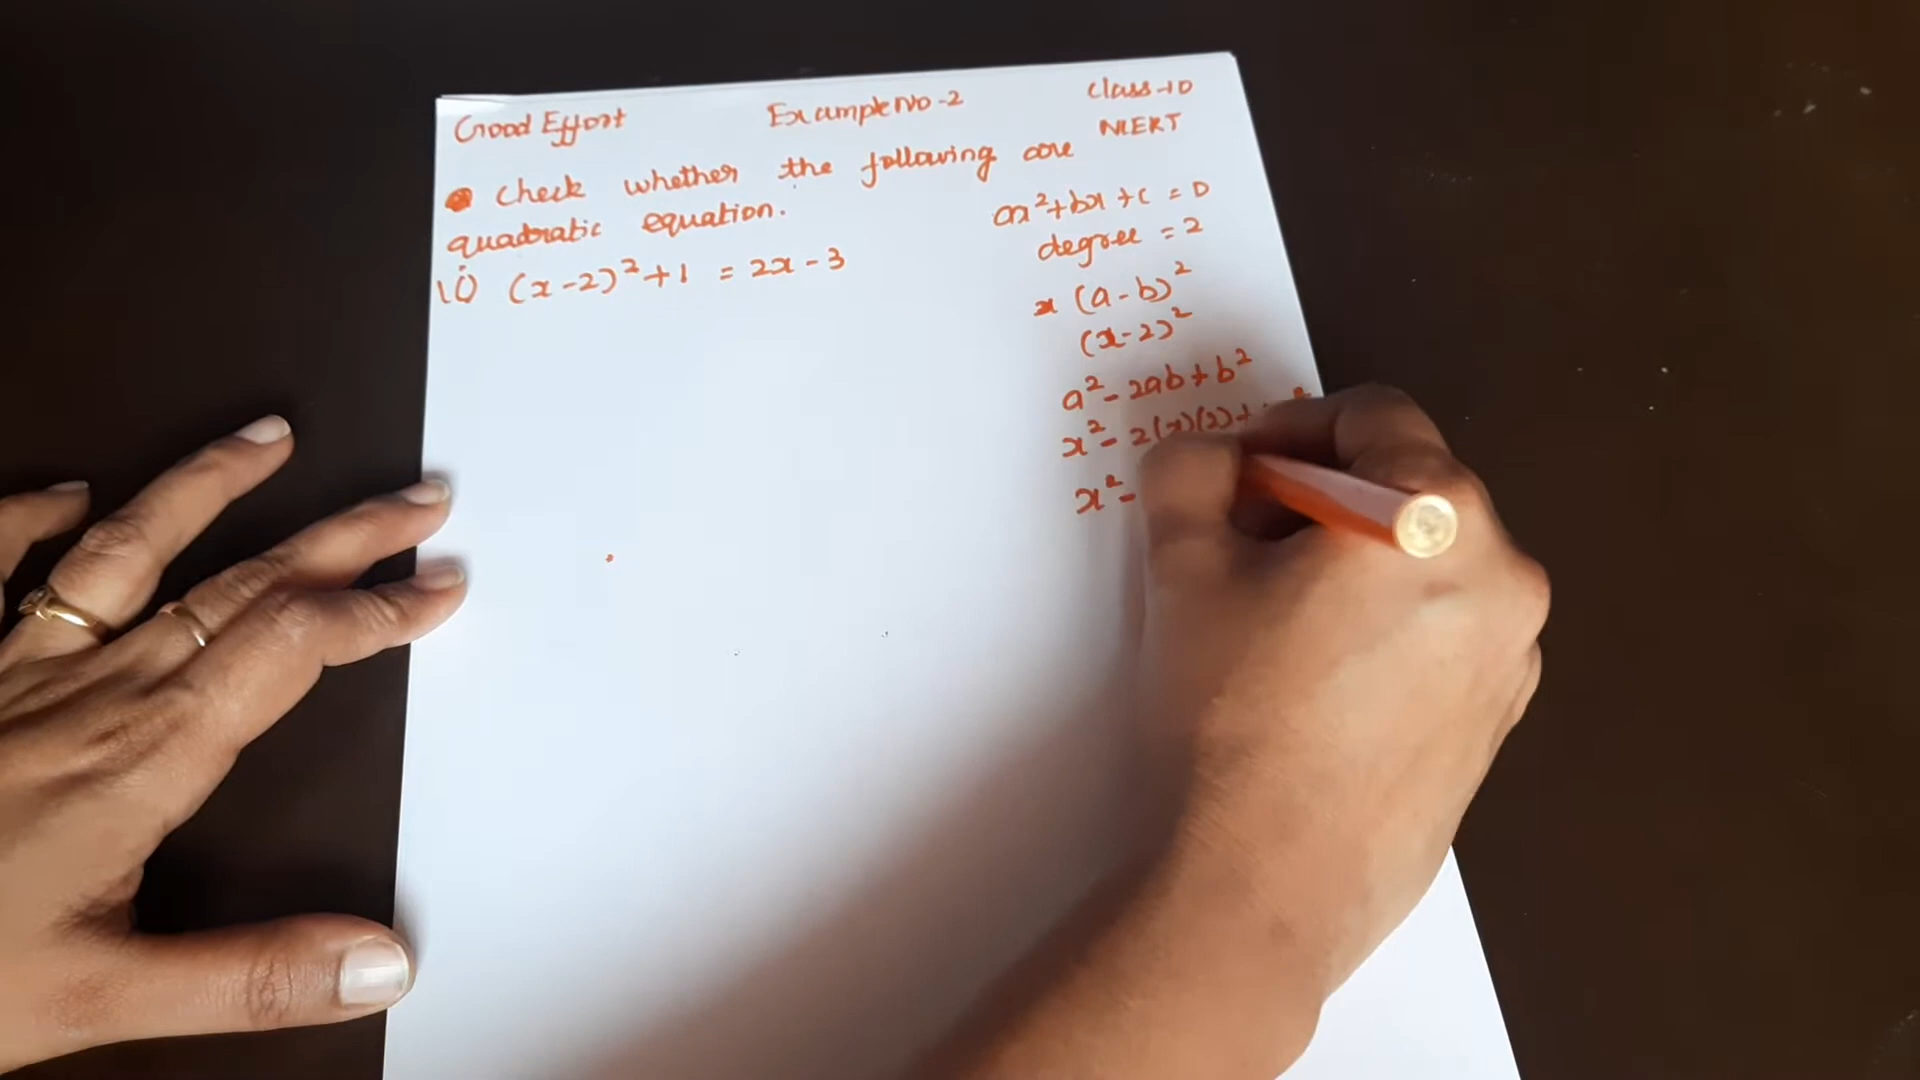 Good Effort Example No-2 Class-10
NCERT
Check whether the following are
quadratic equation.
(i) (x-2)²+1 = 2x-3
ax²+bx+c = 0
degree = 2
(a-b)²
(x-2)²
a²-2ab+b²
x²-2(x)(2)+
x²-